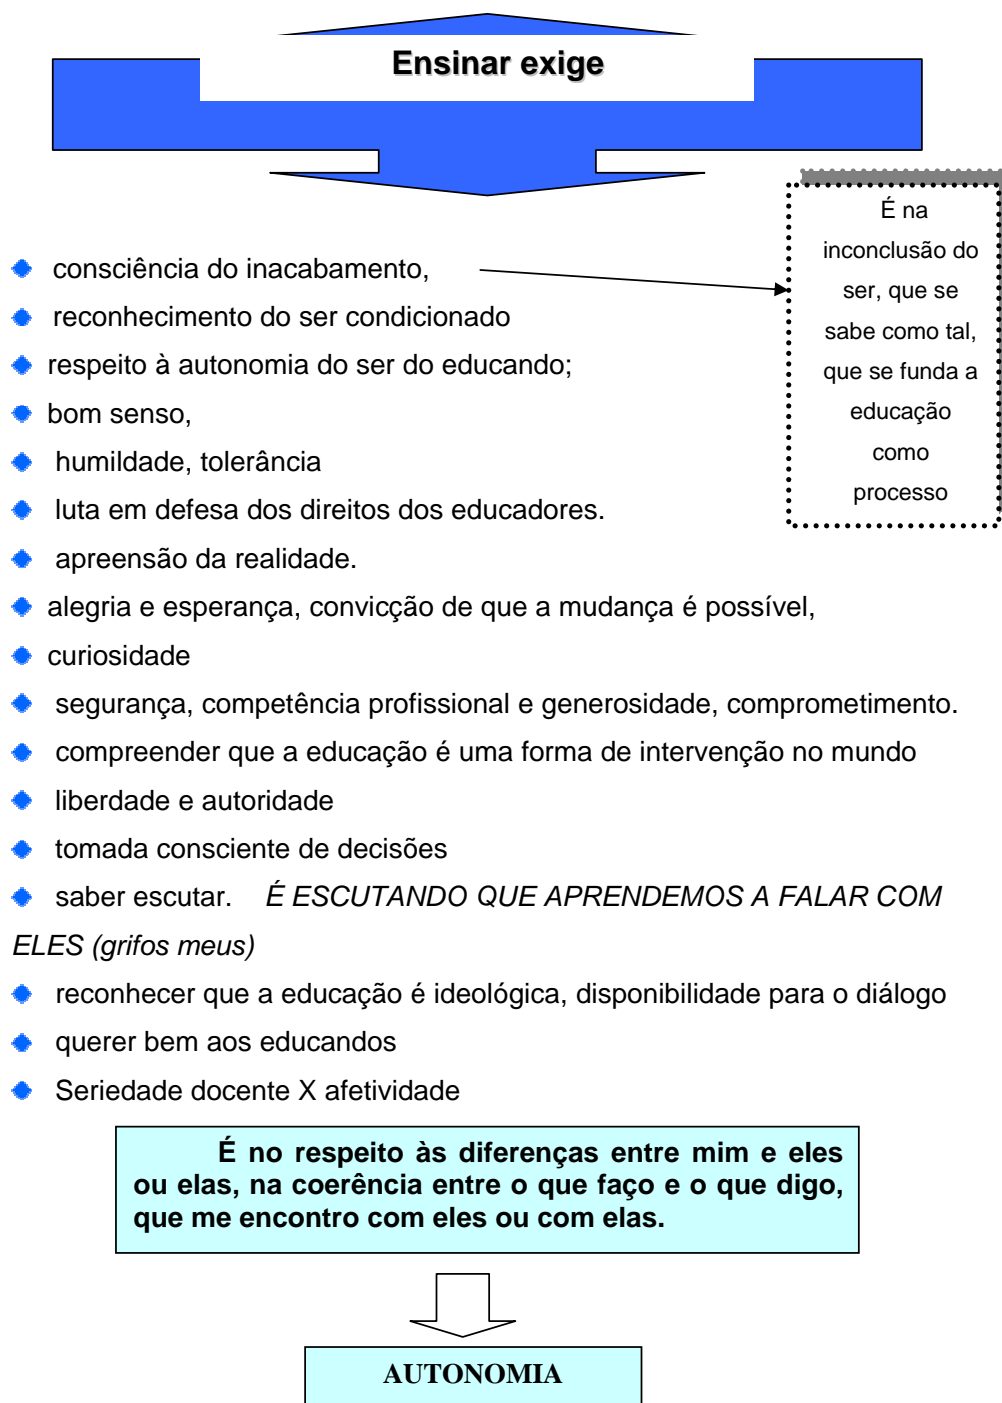 Ensinar exige
consciência do inacabamento,
reconhecimento do ser condicionado
respeito à autonomia do ser do educando;
bom senso,
humildade, tolerância
luta em defesa dos direitos dos educadores.
apreensão da realidade.
alegria e esperança, convicção de que a mudança é possível,
curiosidade
segurança, competência profissional e generosidade, comprometimento.
compreender que a educação é uma forma de intervenção no mundo
liberdade e autoridade
tomada consciente de decisões
saber escutar. É ESCUTANDO QUE APRENDEMOS A FALAR COM
ELES (grifos meus)
reconhecer que a educação é ideológica, disponibilidade para o diálogo
querer bem aos educandos
Seriedade docente X afetividade
É na
inconclusão do
ser, que se
sabe como tal,
que se funda a
educação
como
processo
É no respeito às diferenças entre mim e eles
ou elas, na coerência entre o que faço e o que digo,
que me encontro com eles ou com elas.
AUTONOMIA